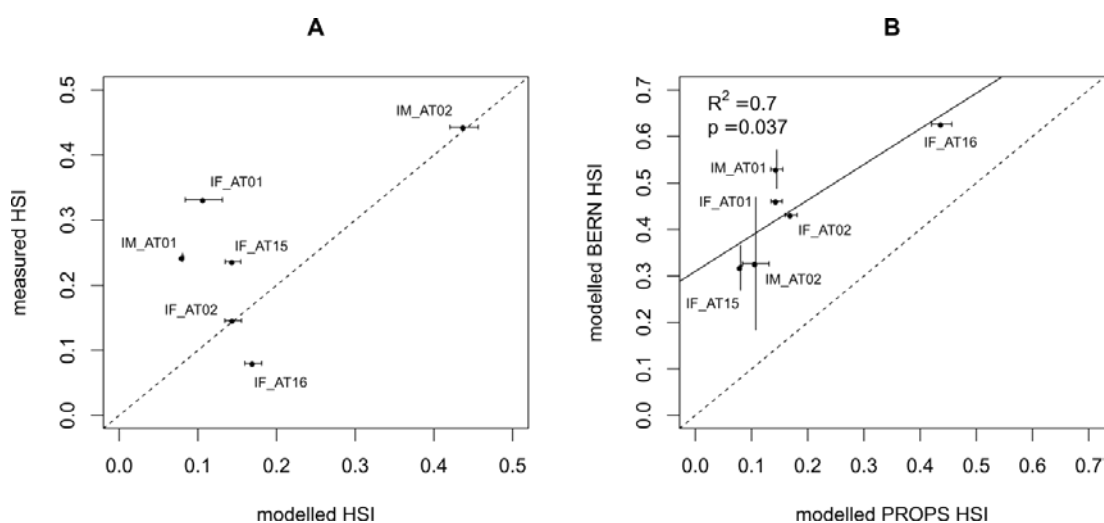 A
measured HSI
0.5
0.4
0.3
0.2
0.1
0.0
IM_AT02
IF_AT01
IM_AT01
IF_AT15
IF_AT02
IF_AT16
0.0 0.1 0.2 0.3 0.4 0.5
modelled HSI
B
modelled BERN HSI
0.7
0.6
0.5
0.4
0.3
0.2
0.1
0.0
R² =0.7
p =0.037
IF_AT16
IM_AT01
IF_AT01
IF_AT02
IM_AT02
IF_AT15
0.0 0.1 0.2 0.3 0.4 0.5 0.6 0.7
modelled PROPS HSI